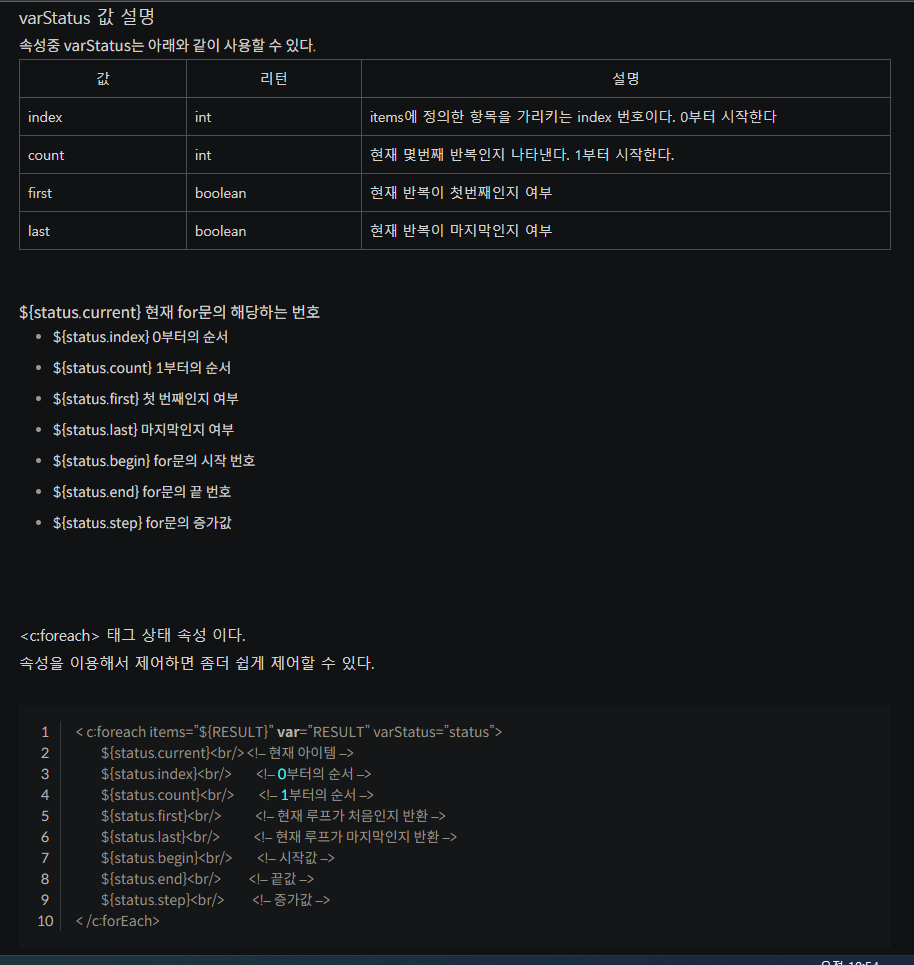 varStatus 값 설명
속성중 varStatus는 아래와 같이 사용할 수 있다.
값 리턴 설명
index int items에 정의한 항목을 가리키는 index 번호이다. 0부터 시작한다
count int 현재 몇번째 반복인지 나타낸다. 1부터 시작한다.
first boolean 현재 반복이 첫번째인지 여부
last boolean 현재 반복이 마지막인지 여부
${status.current} 현재 for문의 해당하는 번호
• ${status.index} 0부터의 순서
• ${status.count} 1부터의 순서
• ${status.first} 첫 번째인지 여부
• ${status.last} 마지막인지 여부
• ${status.begin} for문의 시작 번호
• ${status.end} for문의 끝 번호
• ${status.step} for문의 증가값
<c:foreach> 태그 상태 속성 이다.
속성을 이용해서 제어하면 좀더 쉽게 제어할 수 있다.
1 < c:foreach items=”${RESULT}” var=”RESULT” varStatus=”status”>
2 ${status.current}<br/> <!– 현재 아이템 –>
3 ${status.index}<br/> <!– 0부터의 순서 –>
4 ${status.count}<br/> <!– 1부터의 순서 –>
5 ${status.first}<br/> <!– 현재 루프가 처음인지 반환 –>
6 ${status.last}<br/> <!– 현재 루프가 마지막인지 반환 –>
7 ${status.begin}<br/> <!– 시작값 –>
8 ${status.end}<br/> <!– 끝값 –>
9 ${status.step}<br/> <!– 증가값 –>
10 < /c:forEach>